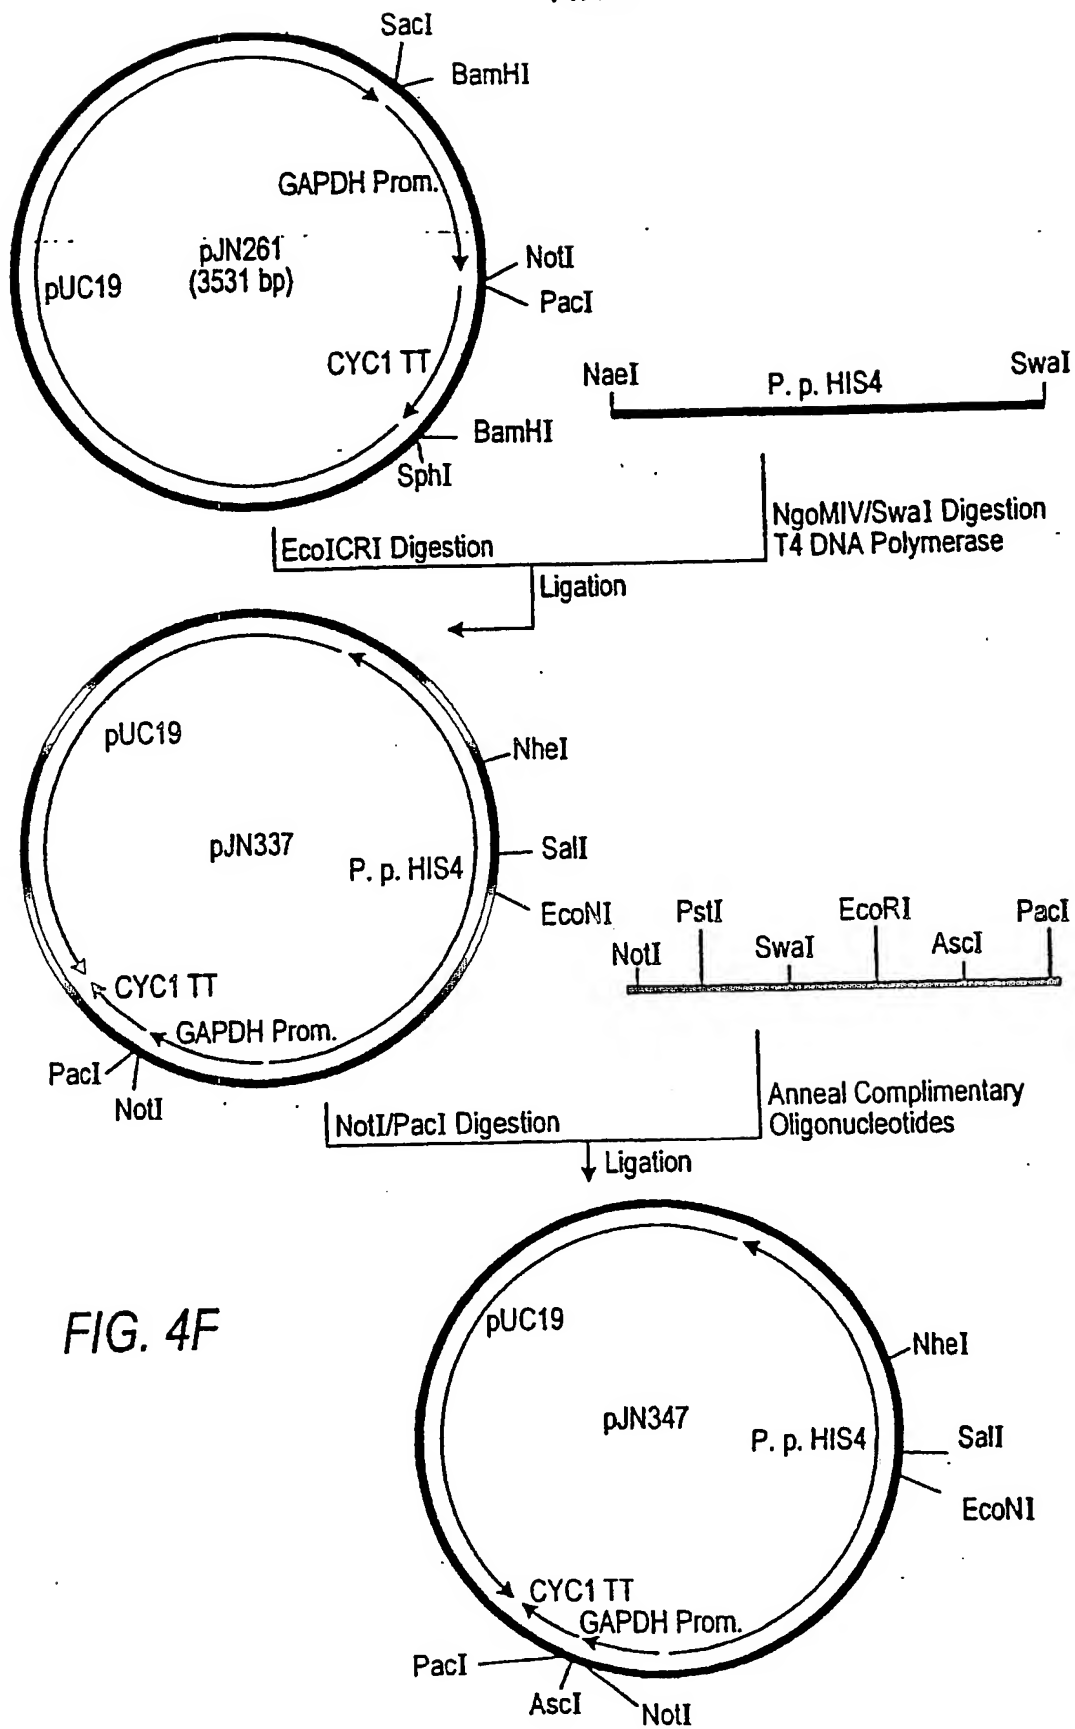 SacI
BamHI
GAPDH Prom.
pJN261
(3531 bp)
pUC19
NotI
PacI
CYC1 TT
BamHI
SphI
NaeI
P. p. HIS4
SwaI
EcoICRI Digestion
NgoMIV/SwaI Digestion
T4 DNA Polymerase
Ligation
pUC19
NheI
pJN337
P. p. HIS4
SalI
EcoNI
CYC1 TT
GAPDH Prom.
PacI
NotI
NotI
PstI
SwaI
EcoRI
AscI
PacI
NotI/PacI Digestion
Anneal Complimentary
Oligonucleotides
Ligation
FIG. 4F
pUC19
NheI
pJN347
P. p. HIS4
SalI
EcoNI
CYC1 TT
GAPDH Prom.
PacI
AscI
NotI